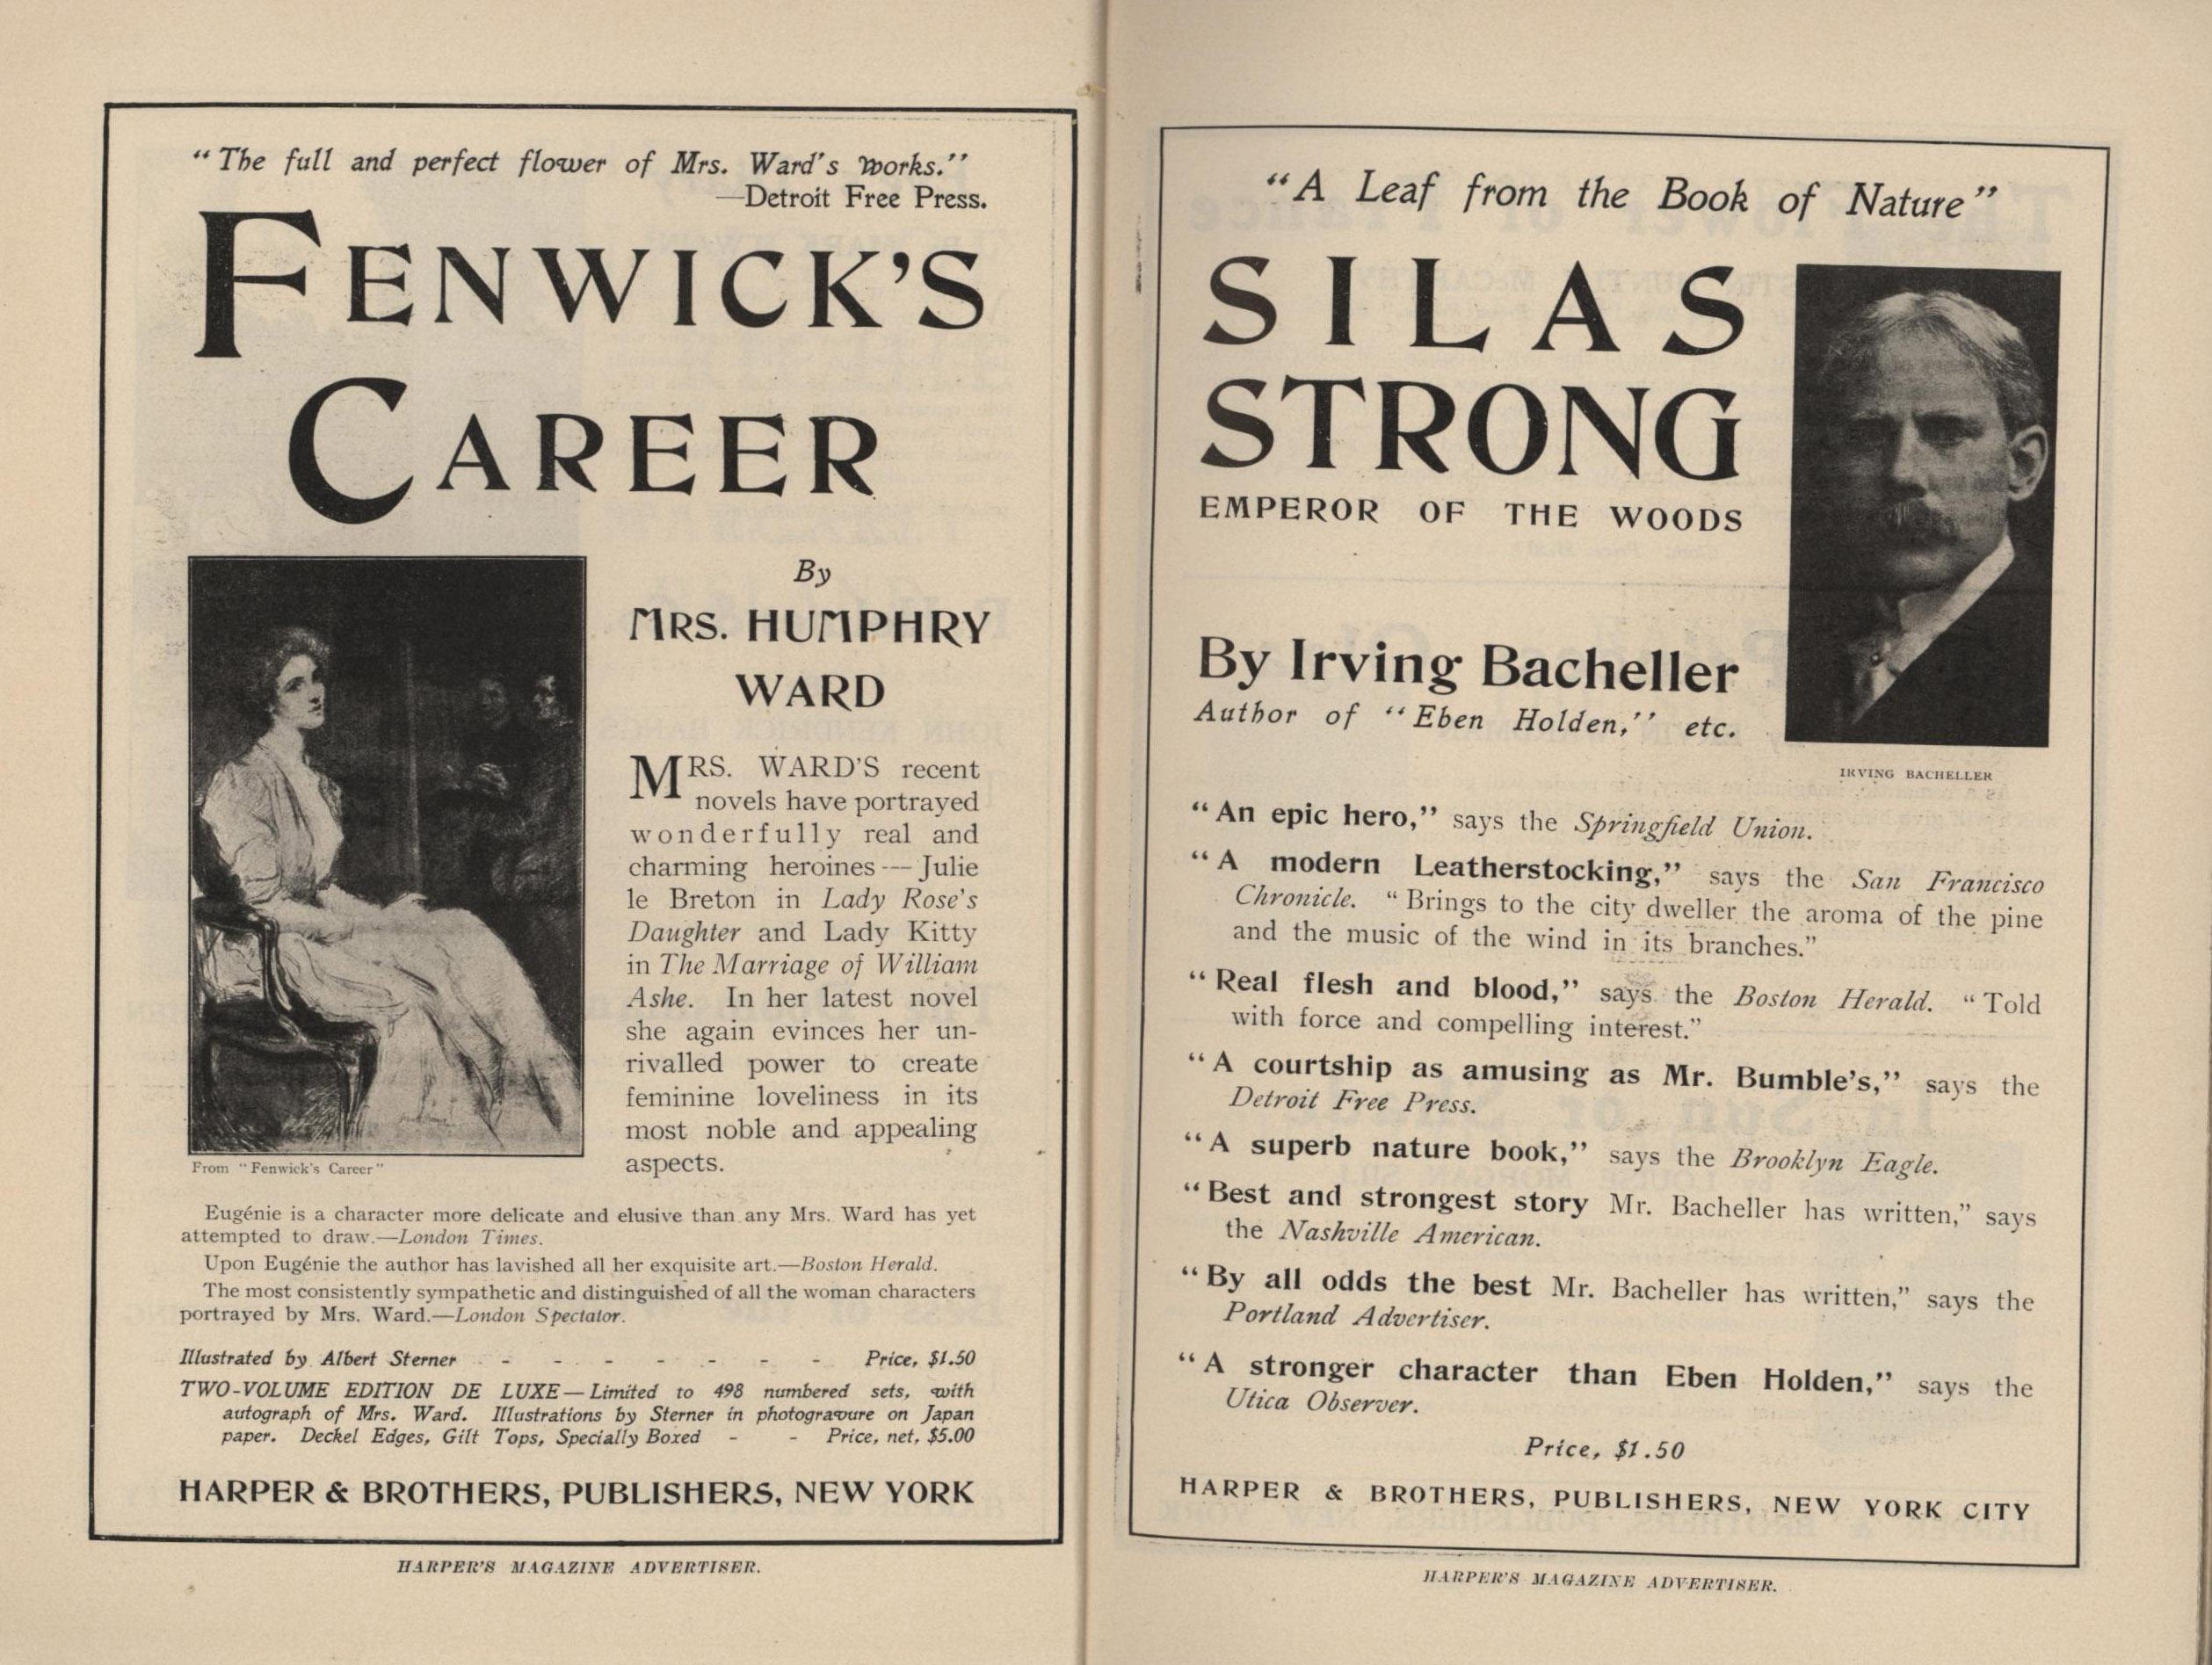 “The full and perfect flower of Mrs. Ward's works.”
—Detroit Free Press.
FENWICK'S
CAREER
By
MRS. HUMPHRY
WARD
MRS. WARD'S recent
novels have portrayed
wonderfully real and
charming heroines -- Julie
le Breton in Lady Rose's
Daughter and Lady Kitty
in The Marriage of William
Ashe. In her latest novel
she again evinces her un-
rivalled power to create
feminine loveliness in its
most noble and appealing
aspects.
From “Fenwick's Career”
Eugénie is a character more delicate and elusive than any Mrs. Ward has yet
attempted to draw.—London Times.
Upon Eugénie the author has lavished all her exquisite art.—Boston Herald.
The most consistently sympathetic and distinguished of all the woman characters
portrayed by Mrs. Ward.—London Spectator.
Illustrated by Albert Sterner - - - - - - - Price, $1.50
TWO-VOLUME EDITION DE LUXE—Limited to 498 numbered sets, with
autograph of Mrs. Ward. Illustrations by Sterner in photogravure on Japan
paper. Deckel Edges, Gilt Tops, Specially Boxed - - Price, net, $5.00
HARPER & BROTHERS, PUBLISHERS, NEW YORK
HARPER'S MAGAZINE ADVERTISER.
“A Leaf from the Book of Nature”
SILAS
STRONG
EMPEROR OF THE WOODS
By Irving Bacheller
Author of “Eben Holden,” etc.
IRVING BACHELLER
“An epic hero,” says the Springfield Union.
“A modern Leatherstocking,” says the San Francisco
Chronicle. “Brings to the city dweller the aroma of the pine
and the music of the wind in its branches.”
“Real flesh and blood,” says the Boston Herald. “Told
with force and compelling interest.”
“A courtship as amusing as Mr. Bumble's,” says the
Detroit Free Press.
“A superb nature book,” says the Brooklyn Eagle.
“Best and strongest story Mr. Bacheller has written,” says
the Nashville American.
“By all odds the best Mr. Bacheller has written,” says the
Portland Advertiser.
“A stronger character than Eben Holden,” says the
Utica Observer.
Price, $1.50
HARPER & BROTHERS, PUBLISHERS, NEW YORK CITY
HARPER'S MAGAZINE ADVERTISER.